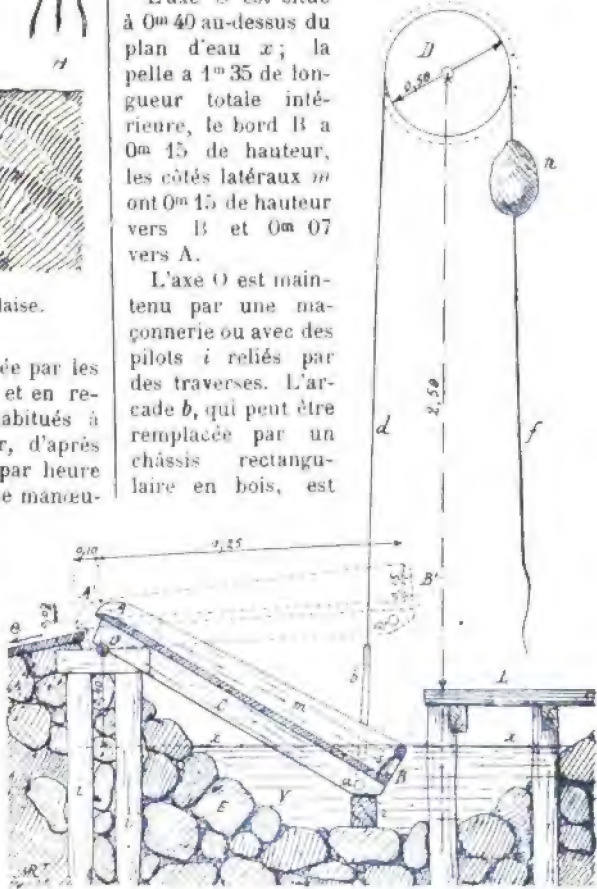 L'axe O est situé
à 0m 40 au-dessus du
plan d'eau x ; la
pelle a 1m 35 de lon-
gueur totale inté-
rieure, le bord B a
0m 15 de hauteur,
les côtés latéraux m
ont 0m 15 de hauteur
vers B et 0m 07
vers A.
L'axe O est main-
tenu par une ma-
çonnerie ou avec des
pilots i reliés par
des traverses. L'ar-
cade b, qui peut être
remplacée par un
châssis rectangu-
laire en bois, est
H
laise.
ée par les
et en re-
abitués à
r, d'après
par heure
e manœu-
D
0,50
n
d
2,50
f
0,10
1,25
A'
B'
A
O
b
L
C
m
x
x
a
B
E
V
i
i